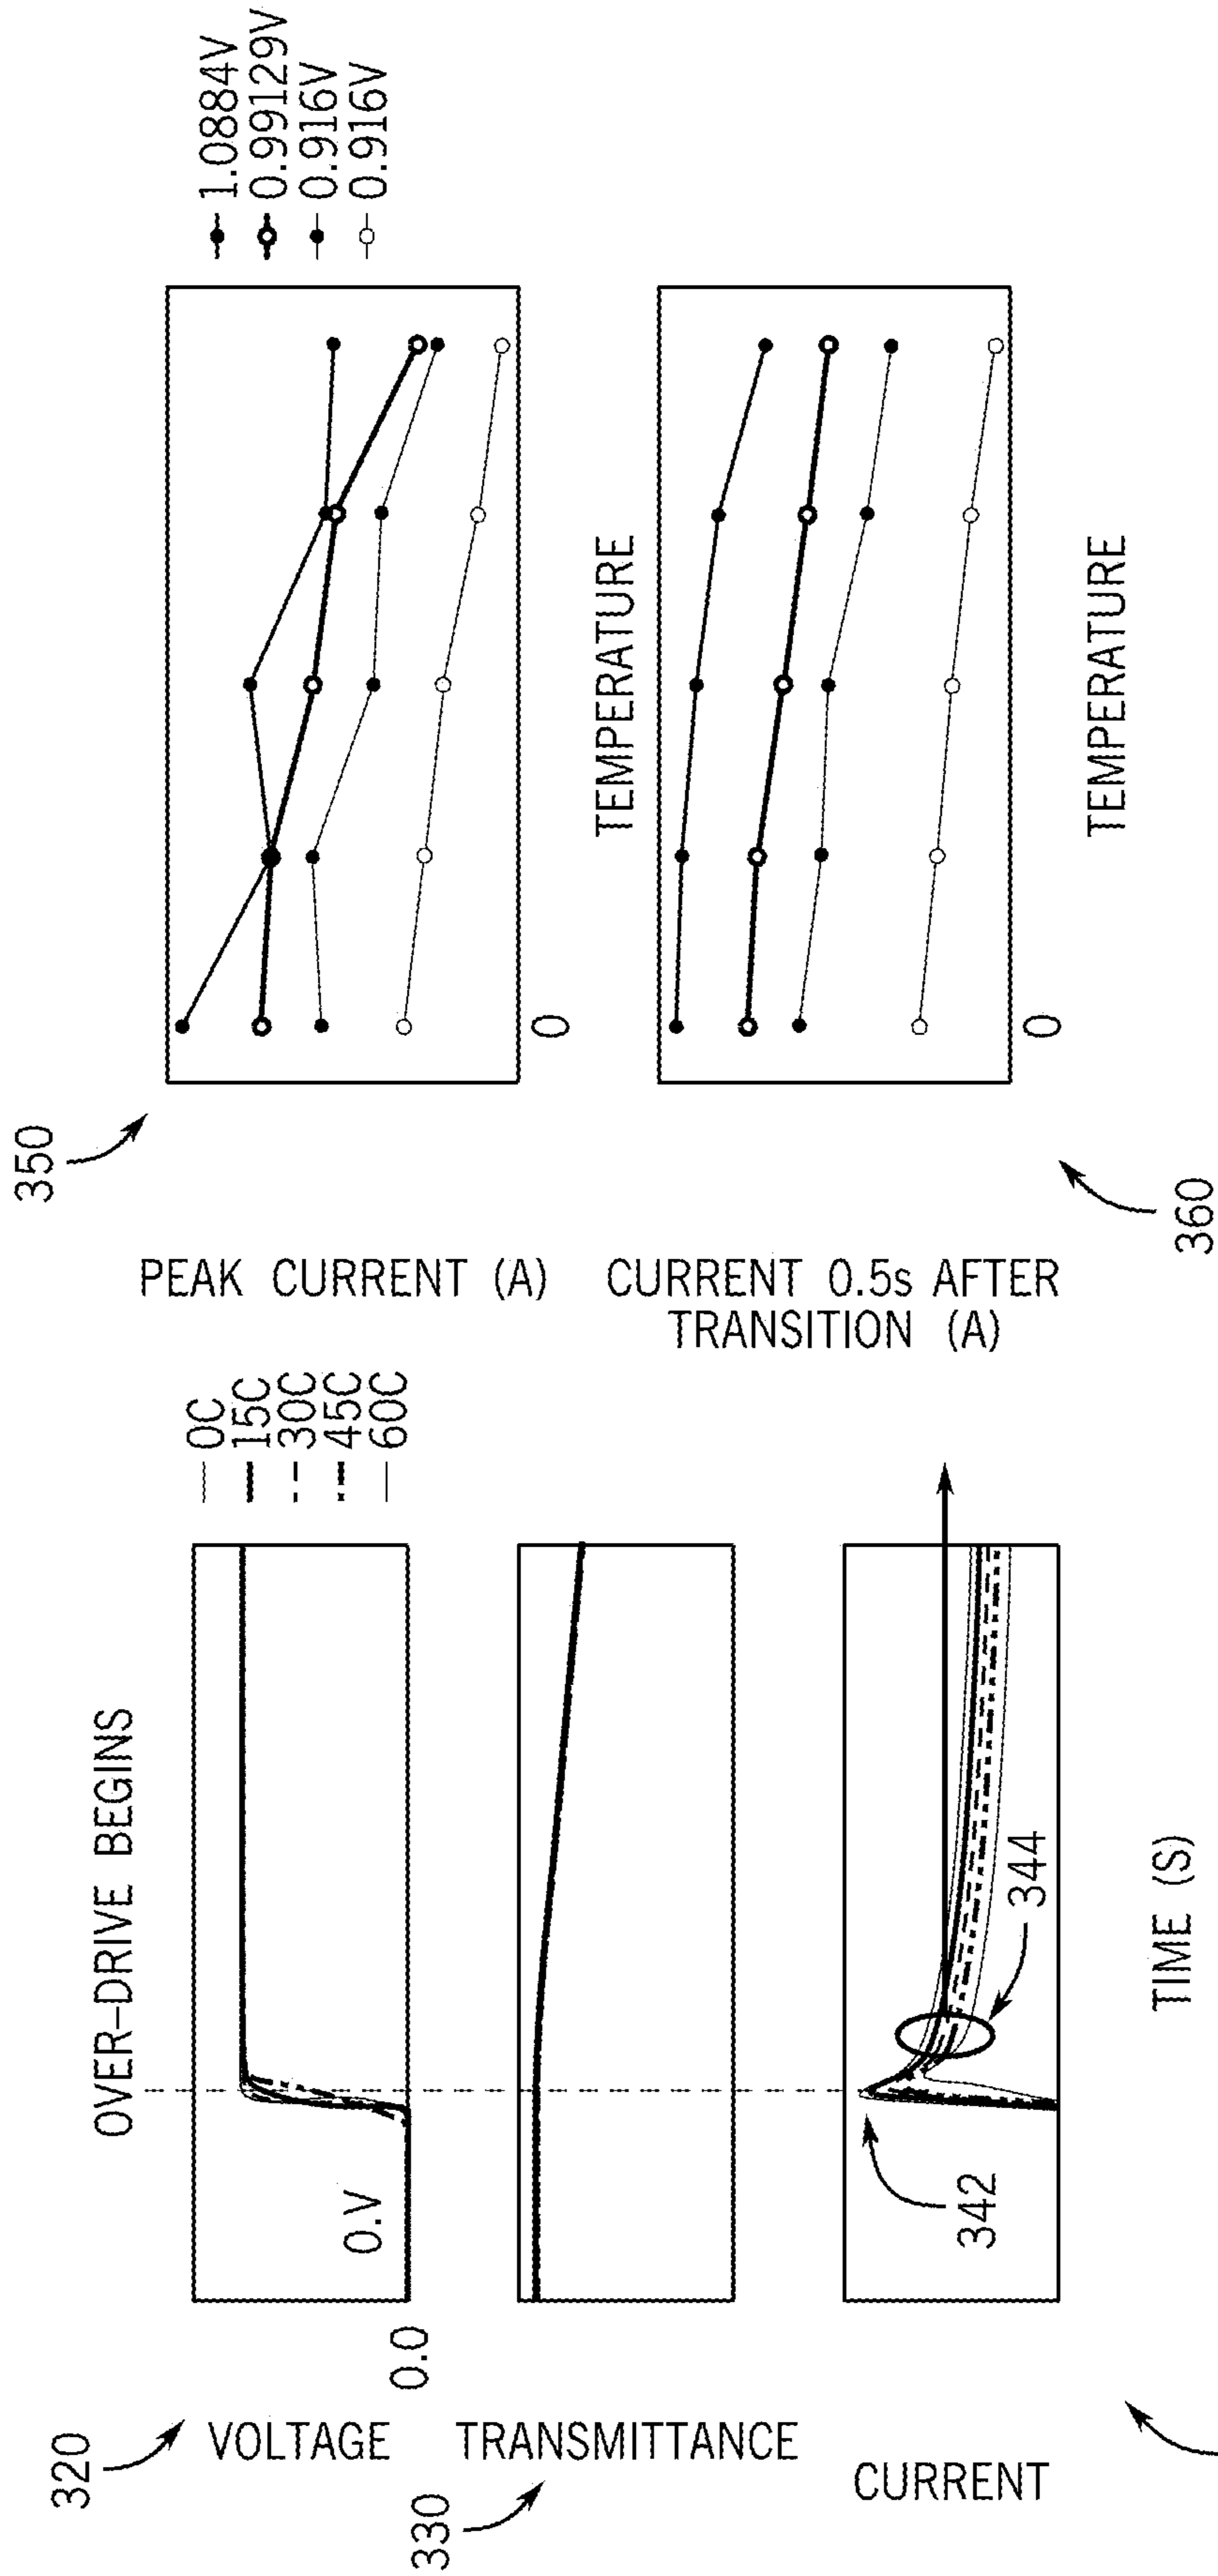 320
VOLTAGE
0.0
0.V
OVER-DRIVE BEGINS
0C
15C
30C
45C
60C
330
TRANSMITTANCE
CURRENT
342
344
TIME (S)
350
PEAK CURRENT (A)
0
TEMPERATURE
1.0884V
0.99129V
0.916V
0.916V
360
CURRENT 0.5s AFTER
TRANSITION (A)
0
TEMPERATURE